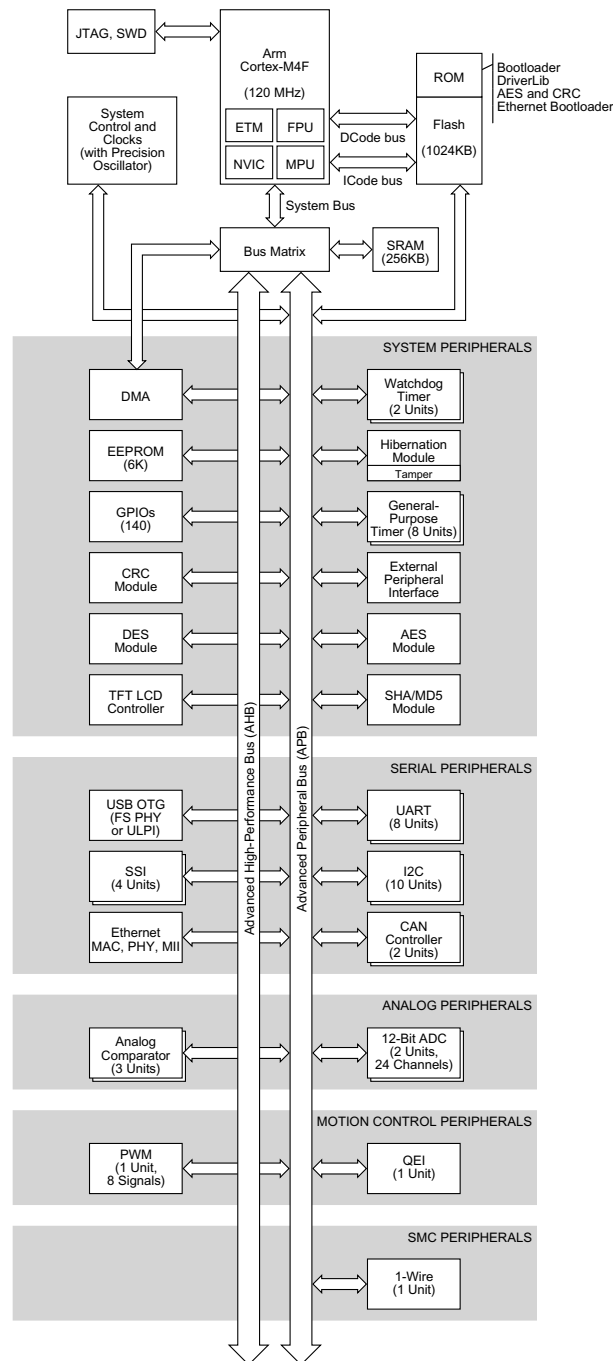 JTAG, SWD
Arm
Cortex-M4F
(120 MHz)
ETM
FPU
NVIC
MPU
System
Control and
Clocks
(with Precision
Oscillator)
DCode bus
ICode bus
ROM
Flash
(1024KB)
Bootloader
DriverLib
AES and CRC
Ethernet Bootloader
System Bus
Bus Matrix
SRAM
(256KB)
SYSTEM PERIPHERALS
DMA
Watchdog
Timer
(2 Units)
EEPROM
(6K)
Hibernation
Module
Tamper
GPIOs
(140)
General-
Purpose
Timer (8 Units)
CRC
Module
External
Peripheral
Interface
DES
Module
AES
Module
TFT LCD
Controller
SHA/MD5
Module
Advanced High-Performance Bus (AHB)
Advanced Peripheral Bus (APB)
SERIAL PERIPHERALS
USB OTG
(FS PHY
or ULPI)
UART
(8 Units)
SSI
(4 Units)
I2C
(10 Units)
Ethernet
MAC, PHY, MII
CAN
Controller
(2 Units)
ANALOG PERIPHERALS
Analog
Comparator
(3 Units)
12-Bit ADC
(2 Units,
24 Channels)
MOTION CONTROL PERIPHERALS
PWM
(1 Unit,
8 Signals)
QEI
(1 Unit)
SMC PERIPHERALS
1-Wire
(1 Unit)